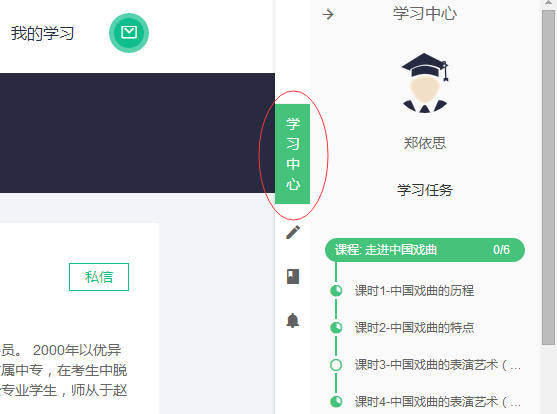 我的学习
私信
员。 2000年以优异
属中专，在考生中脱
专业学生，师从于赵
学习中心
学习中心
郑依思
学习任务
课程: 走进中国戏曲 0/6
课时1-中国戏曲的历程
课时2-中国戏曲的特点
课时3-中国戏曲的表演艺术（ ...
课时4-中国戏曲的表演艺术（ ...